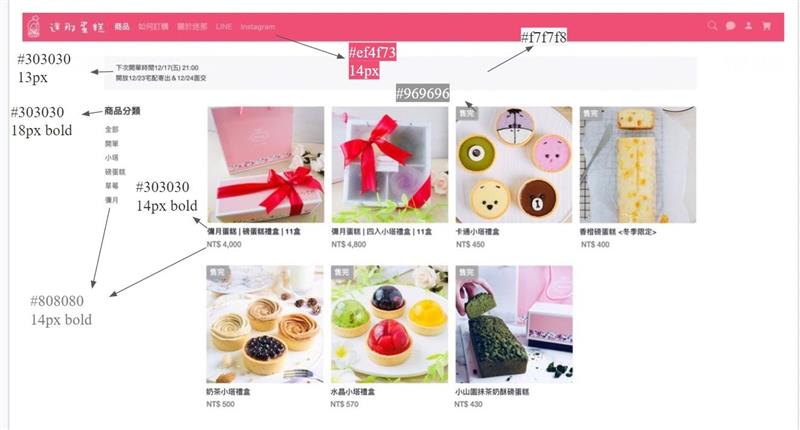 達那蛋糕 商品 如何訂購 關於迷那 LINE Instagram
#f7f7f8
#ef4f73
14px
#303030
13px
下次開單時間12/17(五) 21:00
開放12/23宅配寄出＆12/24面交
#969696
#303030
18px bold
商品分類
全部
開單
小塔
磅蛋糕
草莓
彌月
#303030
14px bold
#808080
14px bold
彌月蛋糕 | 磅蛋糕禮盒 | 11盒
NT$ 4,000
彌月蛋糕 | 四入小塔禮盒 | 11盒
NT$ 4,800
售完
卡通小塔禮盒
NT$ 450
售完
香橙磅蛋糕 <冬季限定>
NT$ 400
售完
奶茶小塔禮盒
NT$ 500
售完
水晶小塔禮盒
NT$ 570
售完
小山園抹茶奶酥磅蛋糕
NT$ 430